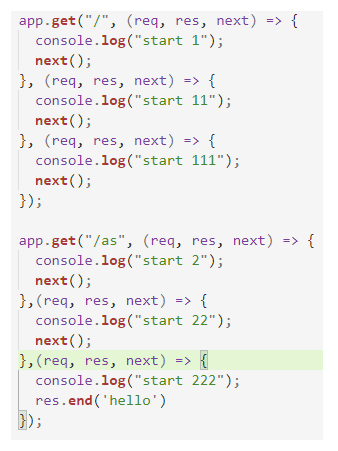 app.get("/", (req, res, next) => {
  console.log("start 1");
  next();
}, (req, res, next) => {
  console.log("start 11");
  next();
}, (req, res, next) => {
  console.log("start 111");
  next();
});

app.get("/as", (req, res, next) => {
  console.log("start 2");
  next();
},(req, res, next) => {
  console.log("start 22");
  next();
},(req, res, next) => {
  console.log("start 222");
  res.end('hello')
});